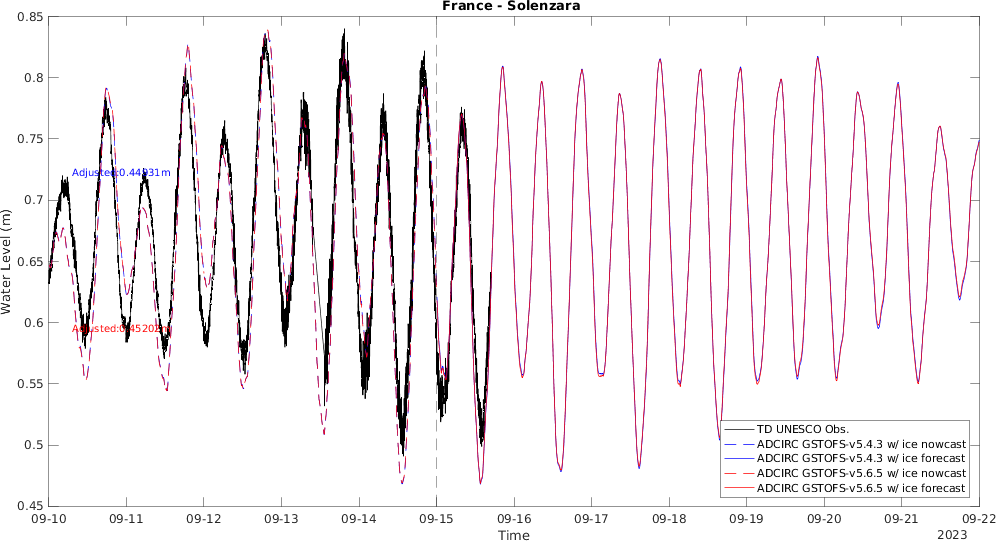 France - Solenzara
0.85
0.8
0.75
0.7
0.65
0.6
0.55
0.5
0.45
Water Level (m)
Adjusted:0.44931m
TD UNESCO Obs.
ADCIRC GSTOFS-v5.4.3 w/ ice nowcast
ADCIRC GSTOFS-v5.4.3 w/ ice forecast
ADCIRC GSTOFS-v5.6.5 w/ ice nowcast
ADCIRC GSTOFS-v5.6.5 w/ ice forecast
09-10 09-11 09-12 09-13 09-14 09-15 09-16 09-17 09-18 09-19 09-20 09-21 09-22
Time
2023